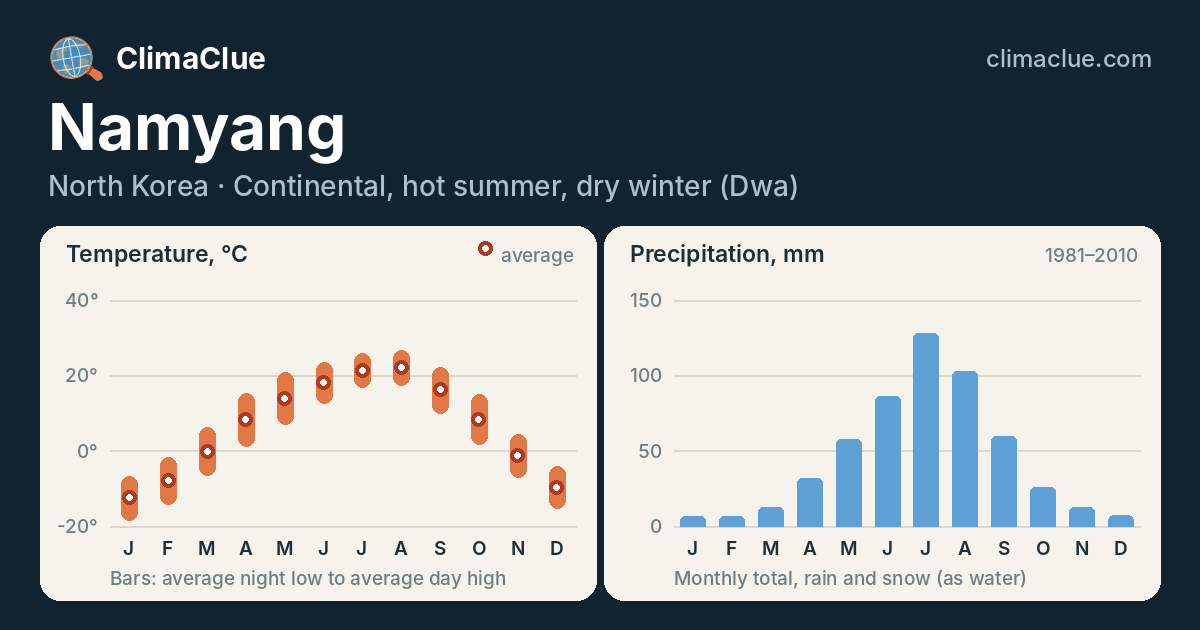 ClimaClue
climaclue.com
Namyang
North Korea · Continental, hot summer, dry winter (Dwa)
Temperature, °C
average
40°
20°
0°
-20°
J F M A M J J A S O N D
Bars: average night low to average day high
Precipitation, mm
1981–2010
150
100
50
0
J F M A M J J A S O N D
Monthly total, rain and snow (as water)